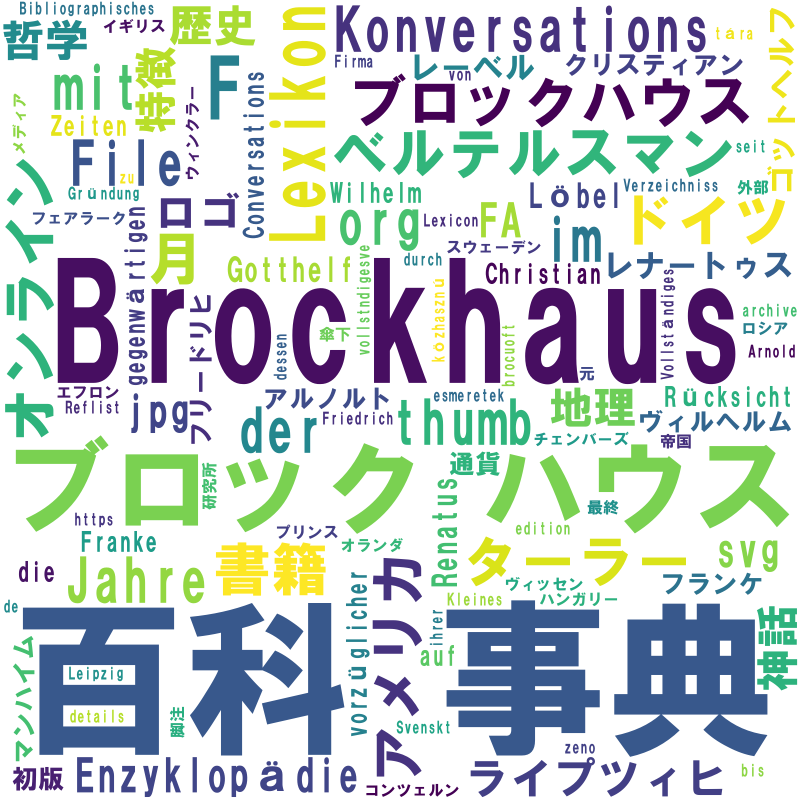 Bibliographisches
イギリス
歴史
哲学
Konversations
tara
Firma
レーベル
von
クリスティアン
ゴットヘルフ
mit
特徴
F
Lexikon
ブロックハウス
Zeiten
ウィンクラー
Conversations
メディア
File
zu
ベルテルスマン
seit
Gründung
フェアラーク
ロゴ
Wilhelm
Löbel
Verzeichniss
外部
org
Lexicon
FA
ドイツ
オンライン
gegenwärtigen
月
Gotthelf
durch
スウェーデン
im
Christian
レナートゥス
vollstndigesve
Brockhaus
kozhasznu
Vollständiges
archive
ロシア
Arnold
傘下
dessen
brocuoft
元
エフロン
Reflist
jpg
フリードリヒ
アルノルト
Friedrich
esmeretek
thumb
地理
Rücksicht
ヴィルヘルム
der
チェンバーズ
帝国
ブロック ハウス
研究所
通貨
Renatus
最終
https
Franke
プリンス
オランダ
edition
die
Jahre
書籍
アメリカ
ターラー
svg
ヴィッセン
フランケ
de
Kleines
ハンガリー
vorzüglicher
ihrer
百科 事典
神話
マンハイム
Leipzig
auf
details
脚注
Svenskt
zeno
初版
Enzyklopädie
コンツェルン
ライプツィヒ
bis